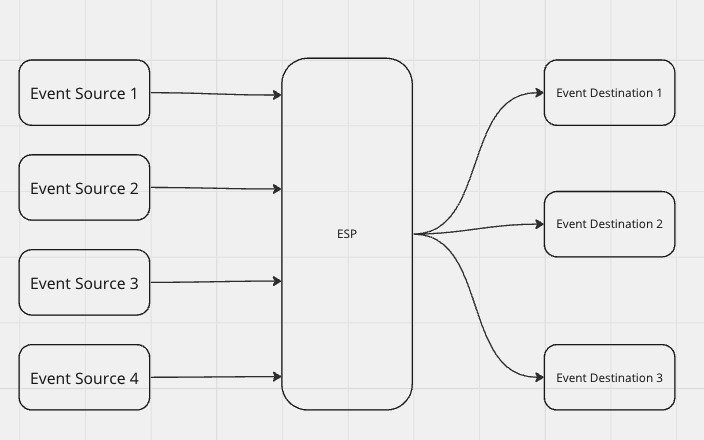 Event Source 1
Event Source 2
Event Source 3
Event Source 4
ESP
Event Destination 1
Event Destination 2
Event Destination 3